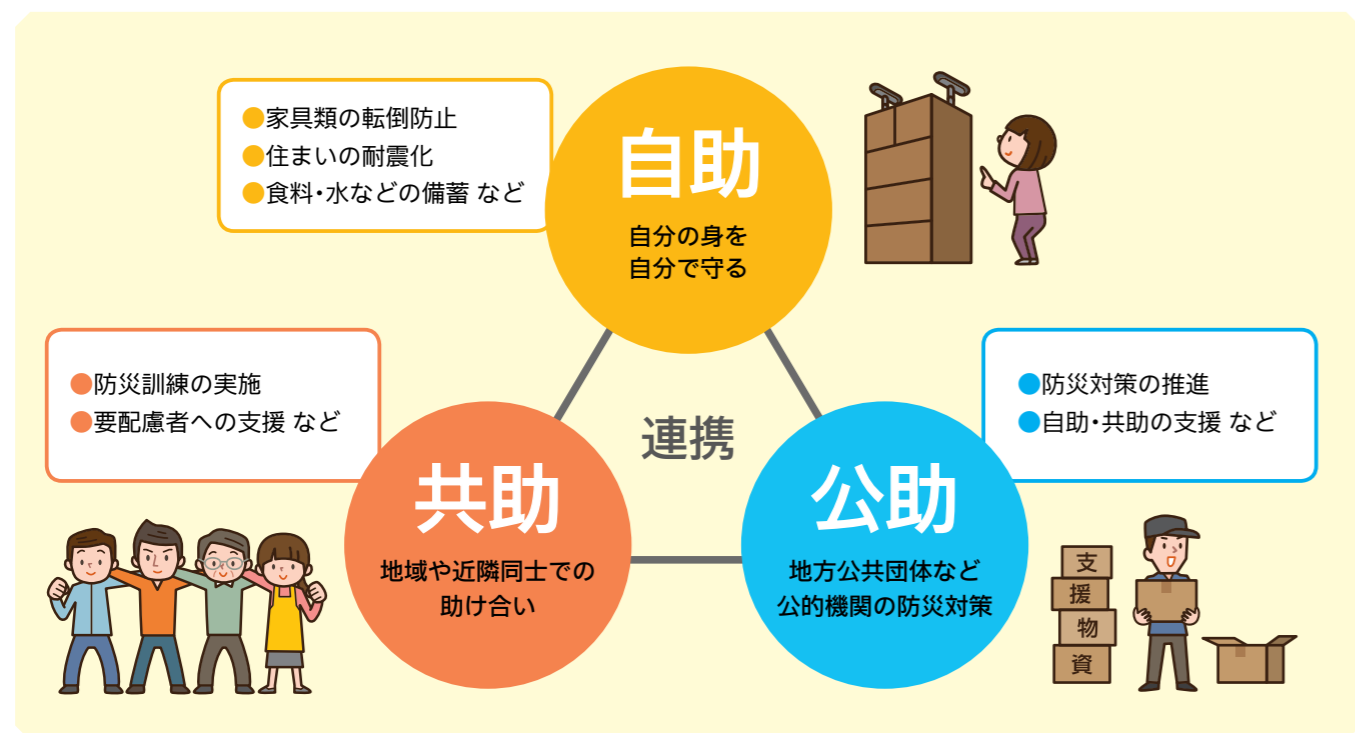 ●家具類の転倒防止
●住まいの耐震化
●食料・水などの備蓄 など
自助
自分の身を
自分で守る
連携
●防災訓練の実施
●要配慮者への支援 など
共助
地域や近隣同士での
助け合い
●防災対策の推進
●自助・共助の支援 など
公助
地方公共団体など
公的機関の防災対策
支
援
物
資